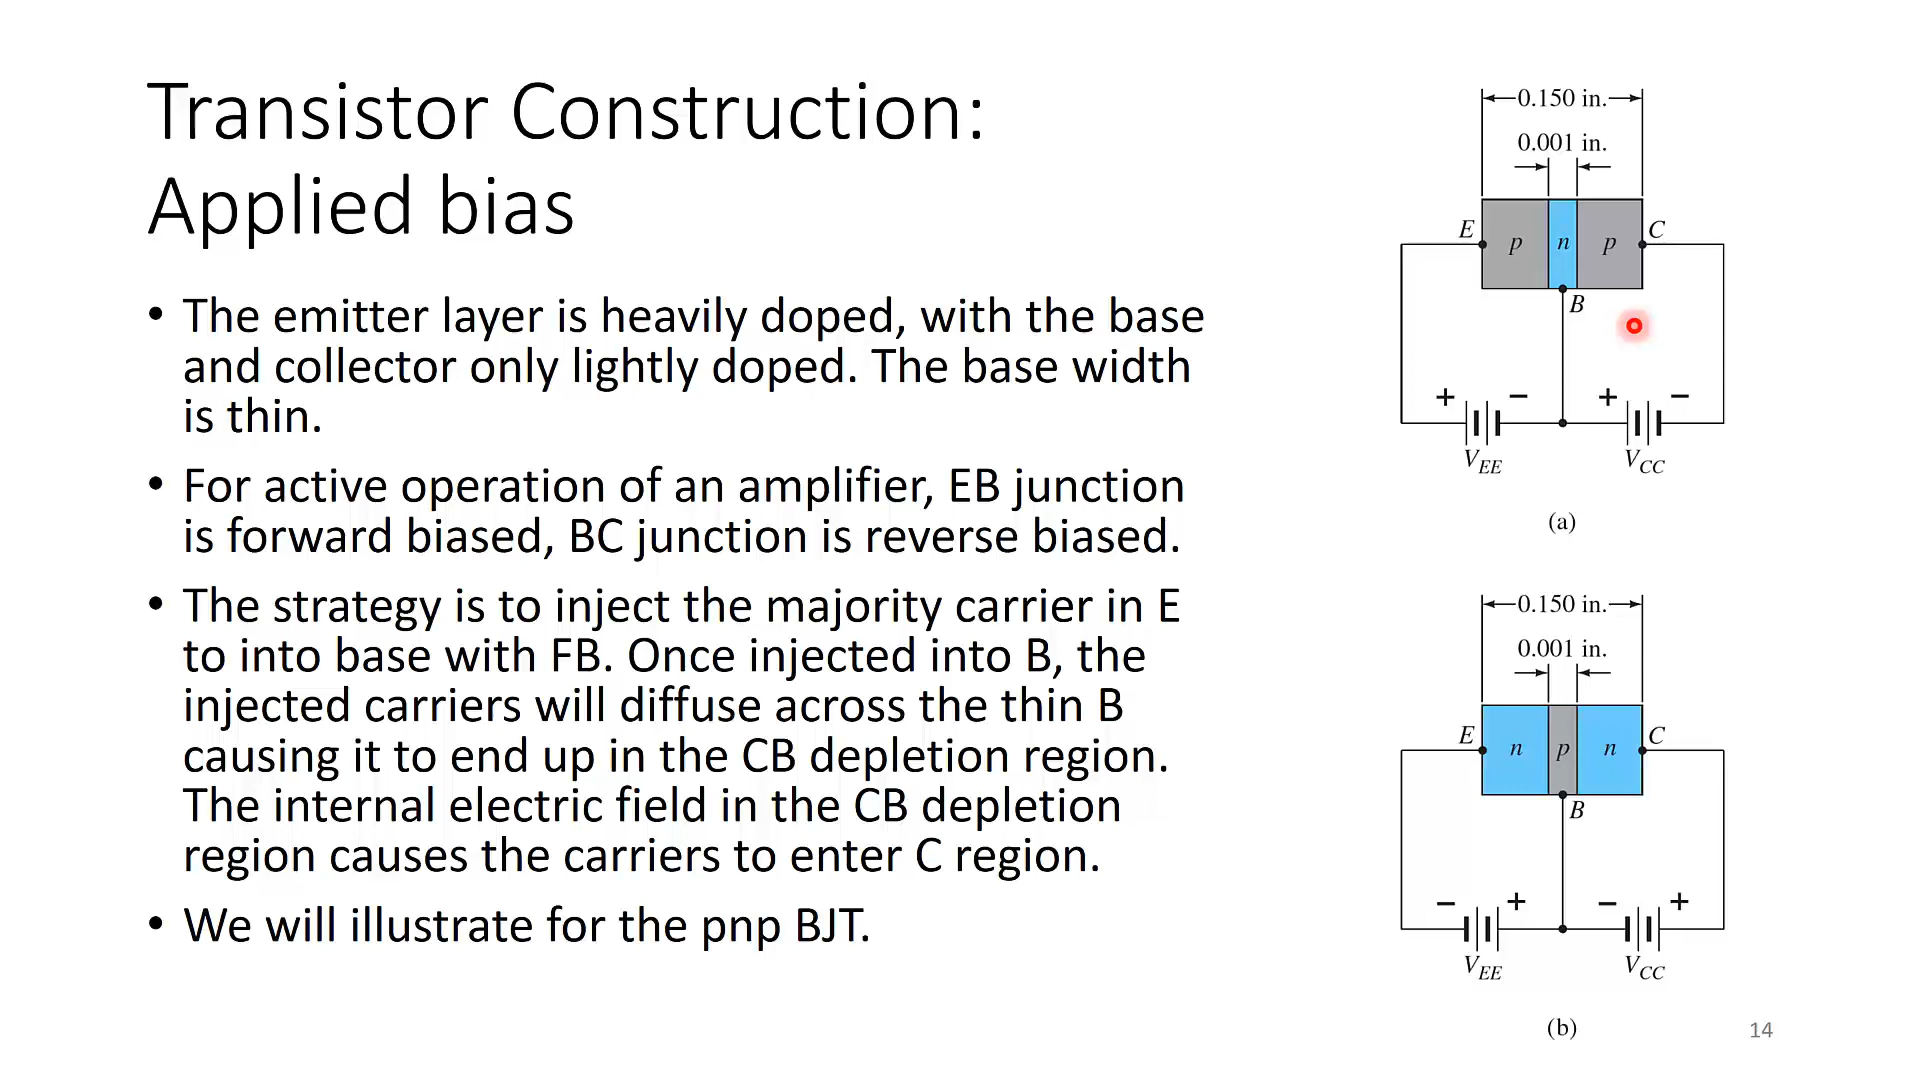 Transistor Construction:
Applied bias
• The emitter layer is heavily doped, with the base
and collector only lightly doped. The base width
is thin.
• For active operation of an amplifier, EB junction
is forward biased, BC junction is reverse biased.
• The strategy is to inject the majority carrier in E
to into base with FB. Once injected into B, the
injected carriers will diffuse across the thin B
causing it to end up in the CB depletion region.
The internal electric field in the CB depletion
region causes the carriers to enter C region.
• We will illustrate for the pnp BJT.
0.150 in.
0.001 in.
E p n p C
B
+ − + −
VEE VCC
(a)
0.150 in.
0.001 in.
E n p n C
B
− + − +
VEE VCC
(b)
14